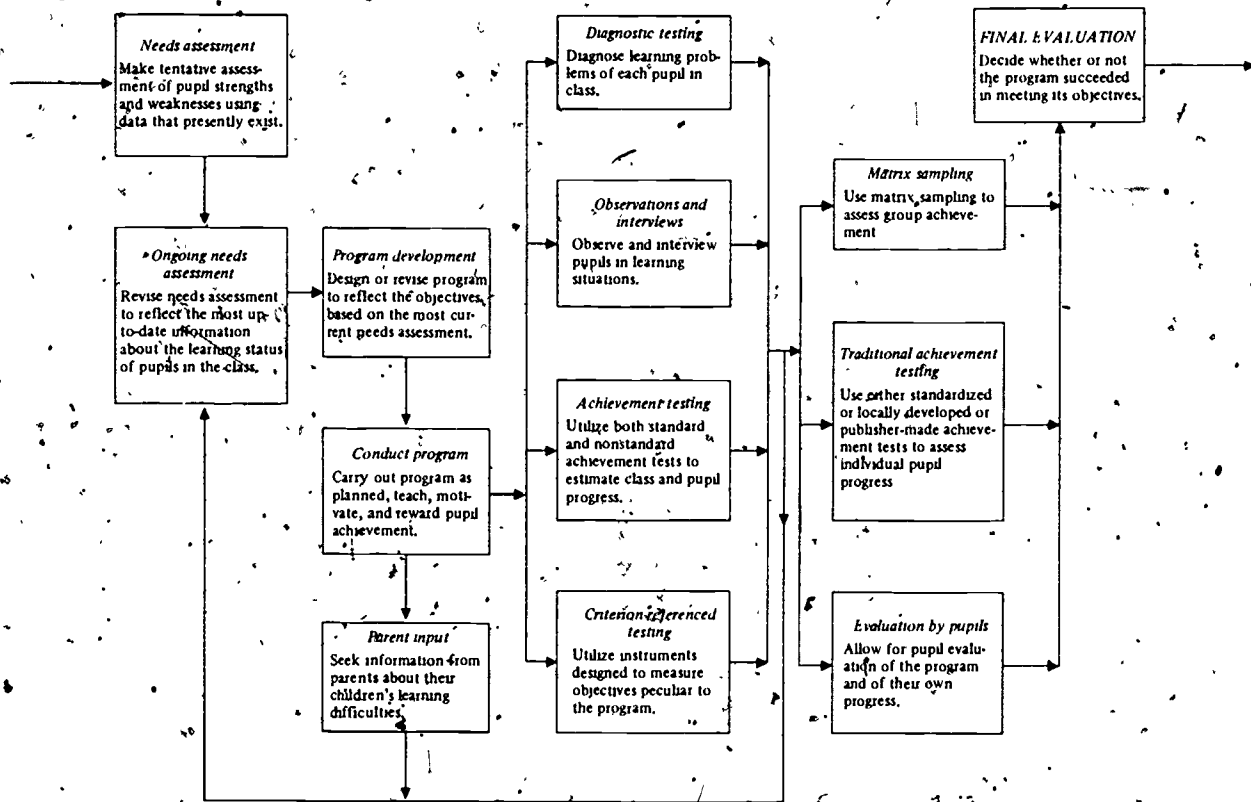 Needs assessment
Make tentative assess-
ment of pupil strengths
and weaknesses using
data that presently exist.
Ongoing needs
assessment
Revise needs assessment
to reflect the most up-
to-date information
about the learning status
of pupils in the class.
Program development
Design or revise program
to reflect the objectives
based on the most cur-
rent needs assessment.
Conduct program
Carry out program as
planned, teach, moti-
vate, and reward pupil
achievement.
Parent input
Seek information from
parents about their
children's learning
difficulties.
Diagnostic testing
Diagnose learning prob-
lems of each pupil in
class.
Observations and
interviews
Observe and interview
pupils in learning
situations.
Achievement testing
Utilize both standard
and nonstandard
achievement tests to
estimate class and pupil
progress.
Criterion-referenced
testing
Utilize instruments
designed to measure
objectives peculiar to
the program.
Matrix sampling
Use matrix sampling to
assess group achieve-
ment
Traditional achievement
testing
Use either standardized
or locally developed or
publisher-made achieve-
ment tests to assess
individual pupil
progress
Evaluation by pupils
Allow for pupil evalu-
ation of the program
and of their own
progress.
FINAL EVALUATION
Decide whether or not
the program succeeded
in meeting its objectives.